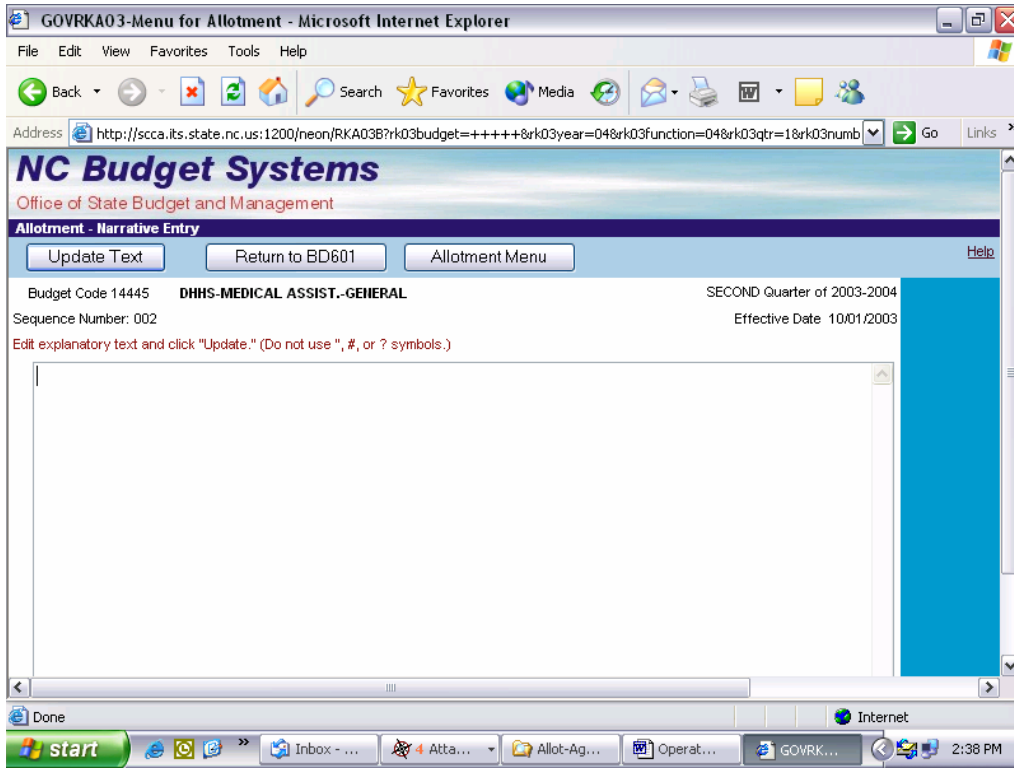 GOVRKA03-Menu for Allotment - Microsoft Internet Explorer
File Edit View Favorites Tools Help
Back Search Favorites Media
Address http://scca.its.state.nc.us:1200/neon/RKA03B?rk03budget=+++++&rk03year=04&rk03function=04&rk03qtr=1&rk03numb Go Links
NC Budget Systems
Office of State Budget and Management
Allotment - Narrative Entry
Update Text Return to BD601 Allotment Menu Help
Budget Code 14445 DHHS-MEDICAL ASSIST.-GENERAL SECOND Quarter of 2003-2004
Sequence Number: 002 Effective Date 10/01/2003
Edit explanatory text and click "Update." (Do not use ", #, or ? symbols.)
Done Internet
start » Inbox - ... 4 Atta... Allot-Ag... Operat... GOVRK... 2:38 PM